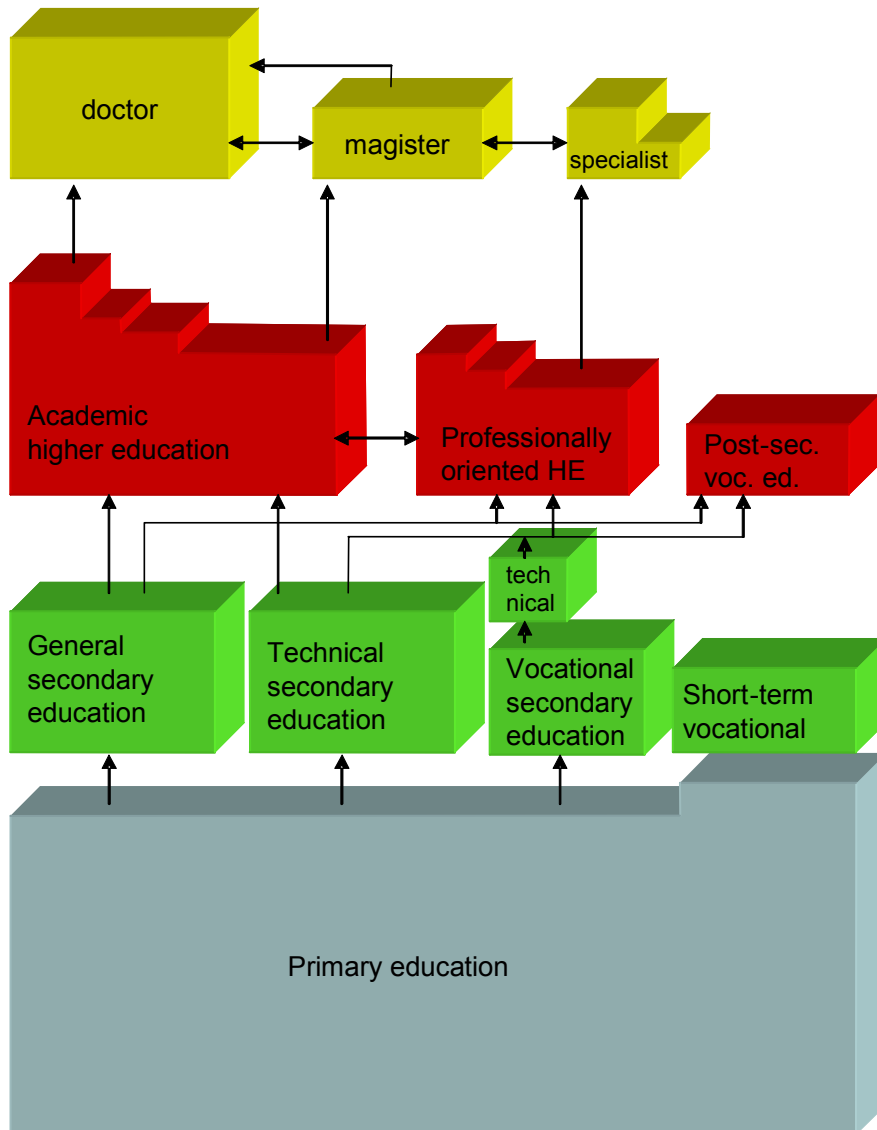 doctor
magister
specialist
Academic
higher education
Professionally
oriented HE
Post-sec.
voc. ed.
tech
nical
General
secondary
education
Technical
secondary
education
Vocational
secondary
education
Short-term
vocational
Primary education